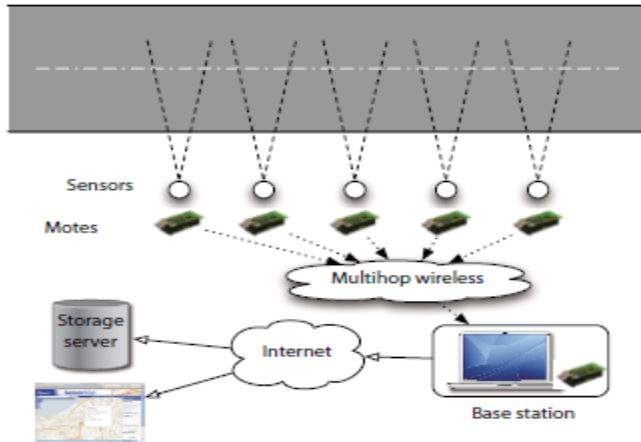 Sensors
Motes
Multihop wireless
Storage
server
Internet
Base station